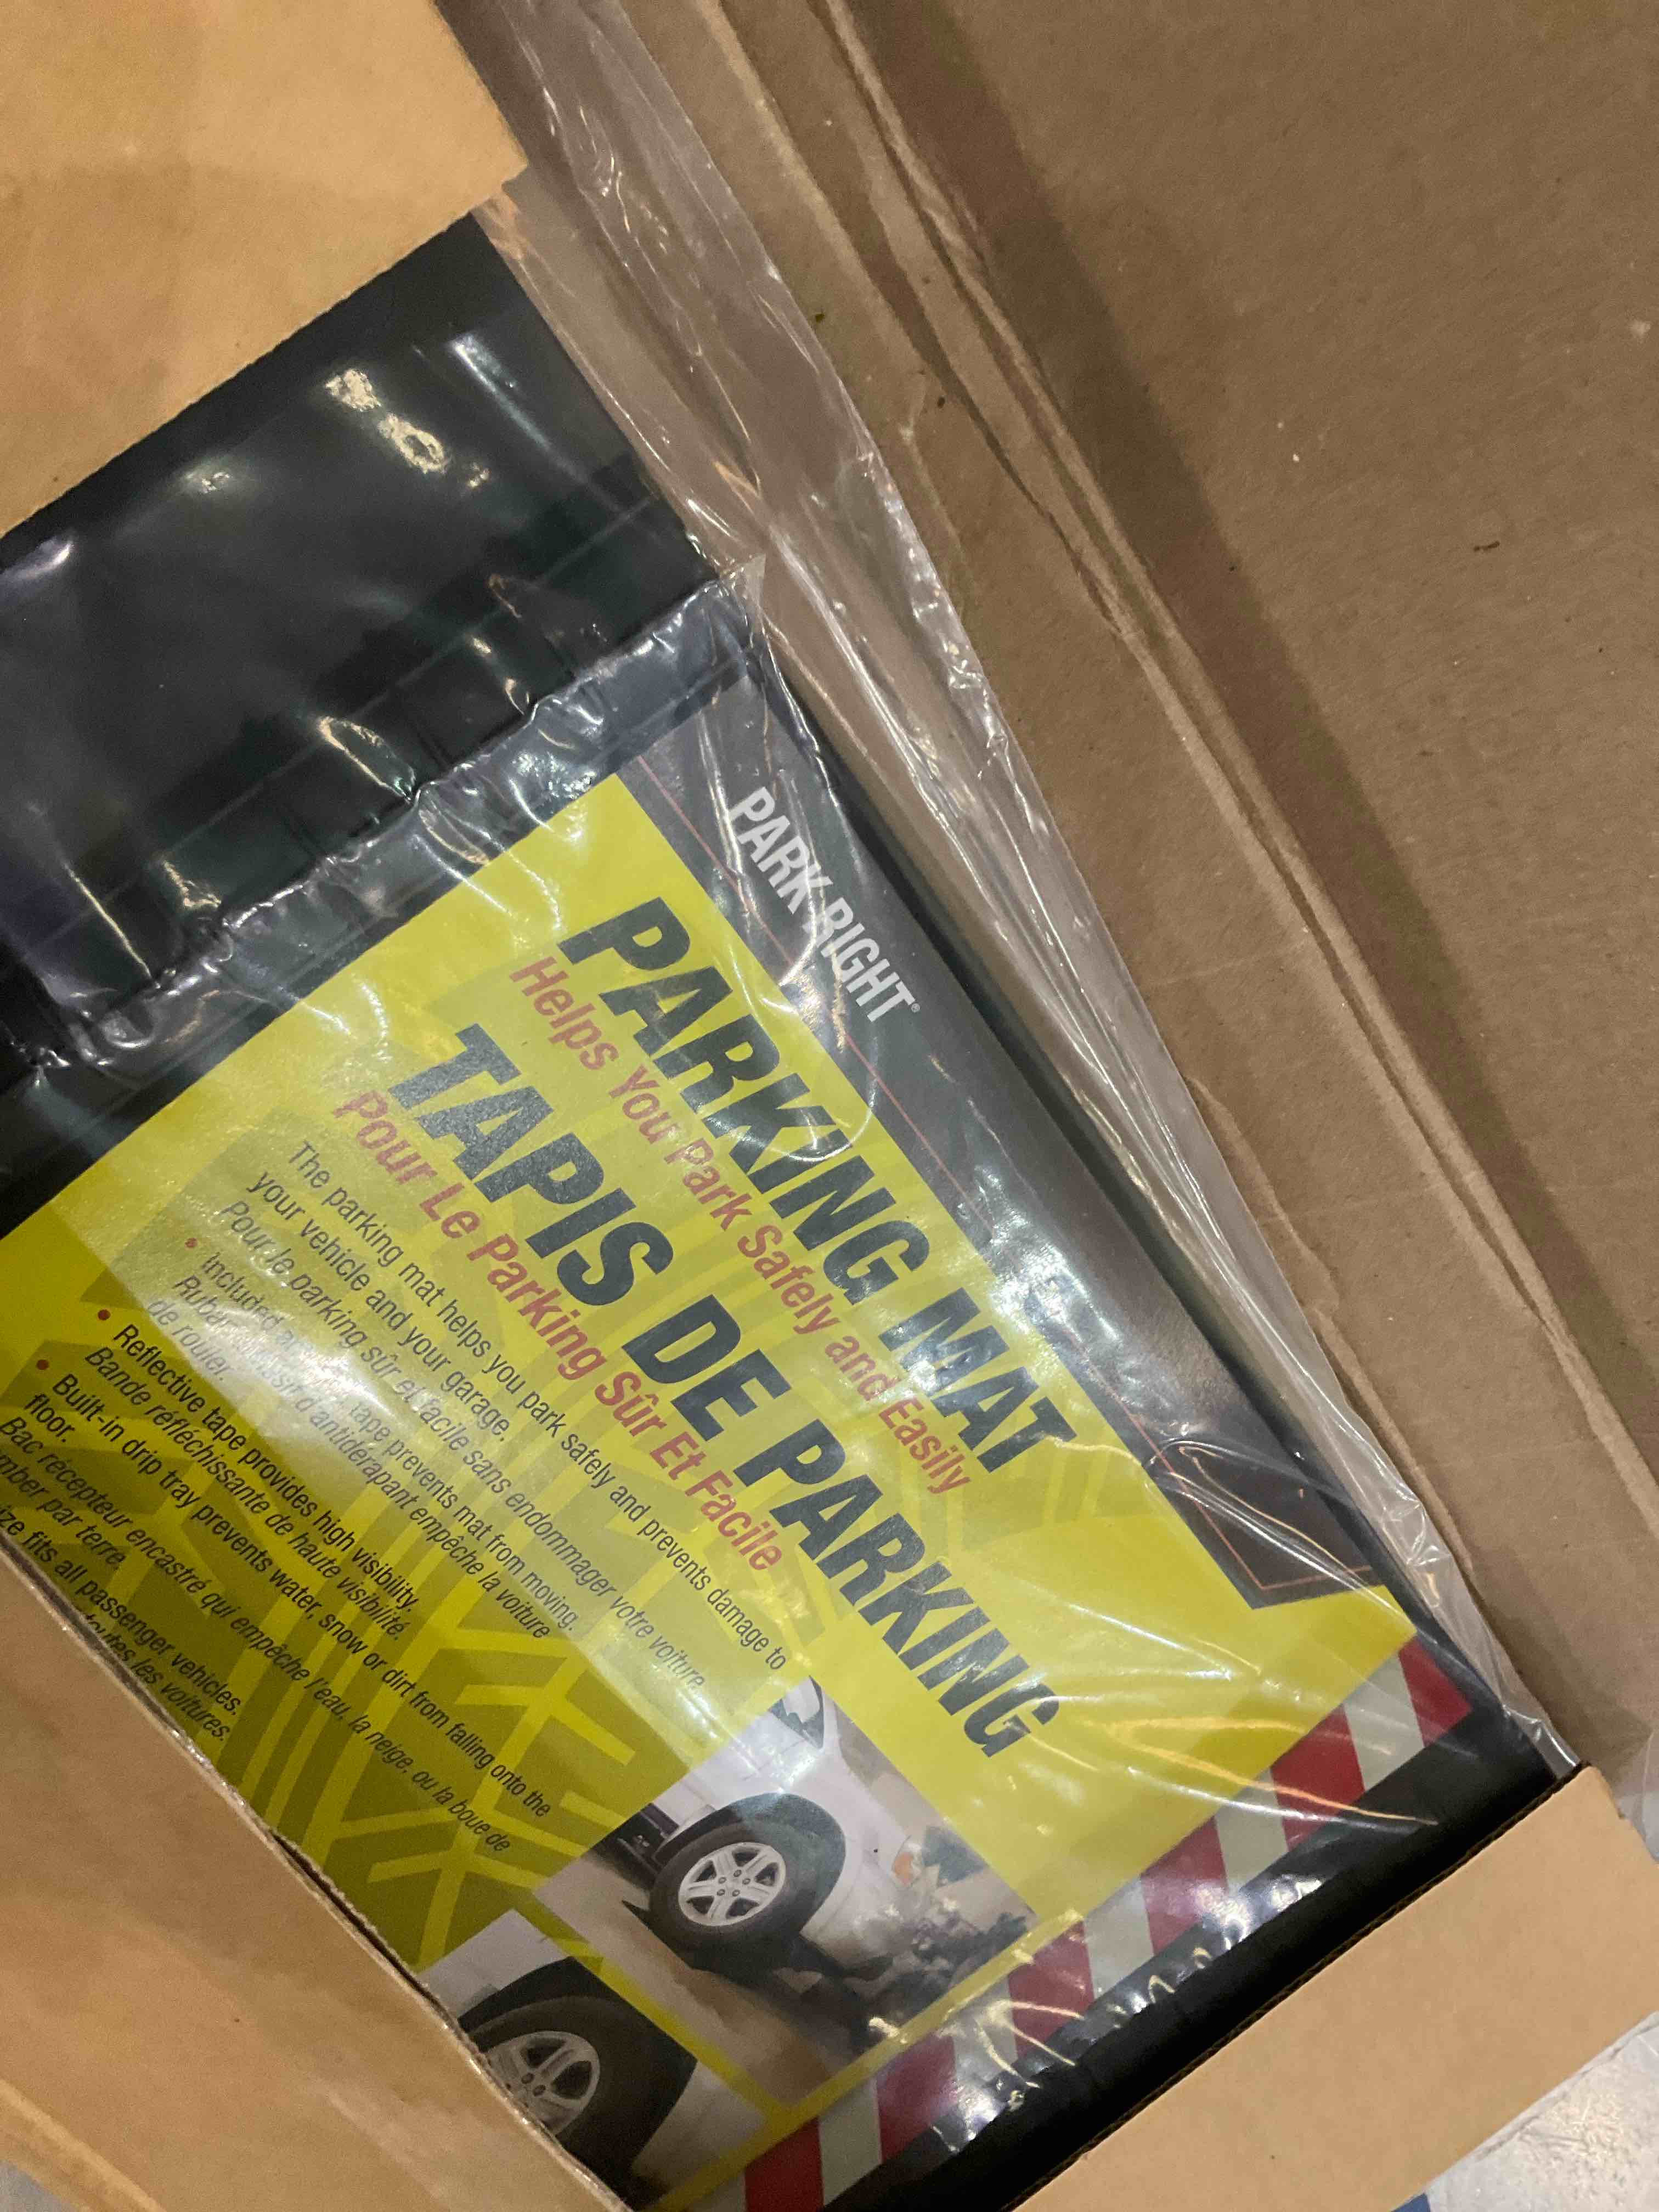 PARK RIGHT®
PARKING MAT
Helps You Park Safely and Easily
TAPIS DE PARKING
Pour Le Parking Sûr Et Facile
The parking mat helps you park safely and prevents damage to
your vehicle and your garage.
Pour le parking sûr et facile sans endommager votre voiture
• Included tape prevents mat from moving.
d'antidérapant empêche la voiture
de rouler.
• Reflective tape provides high visibility.
Bande réfléchissante de haute visibilité.
• Built-in drip tray prevents water, snow or dirt from falling onto the
floor.
Bac récepteur encastré qui empêche l'eau, la neige, ou la boue de
par terre.
fits all passenger vehicles.
toutes les voitures.